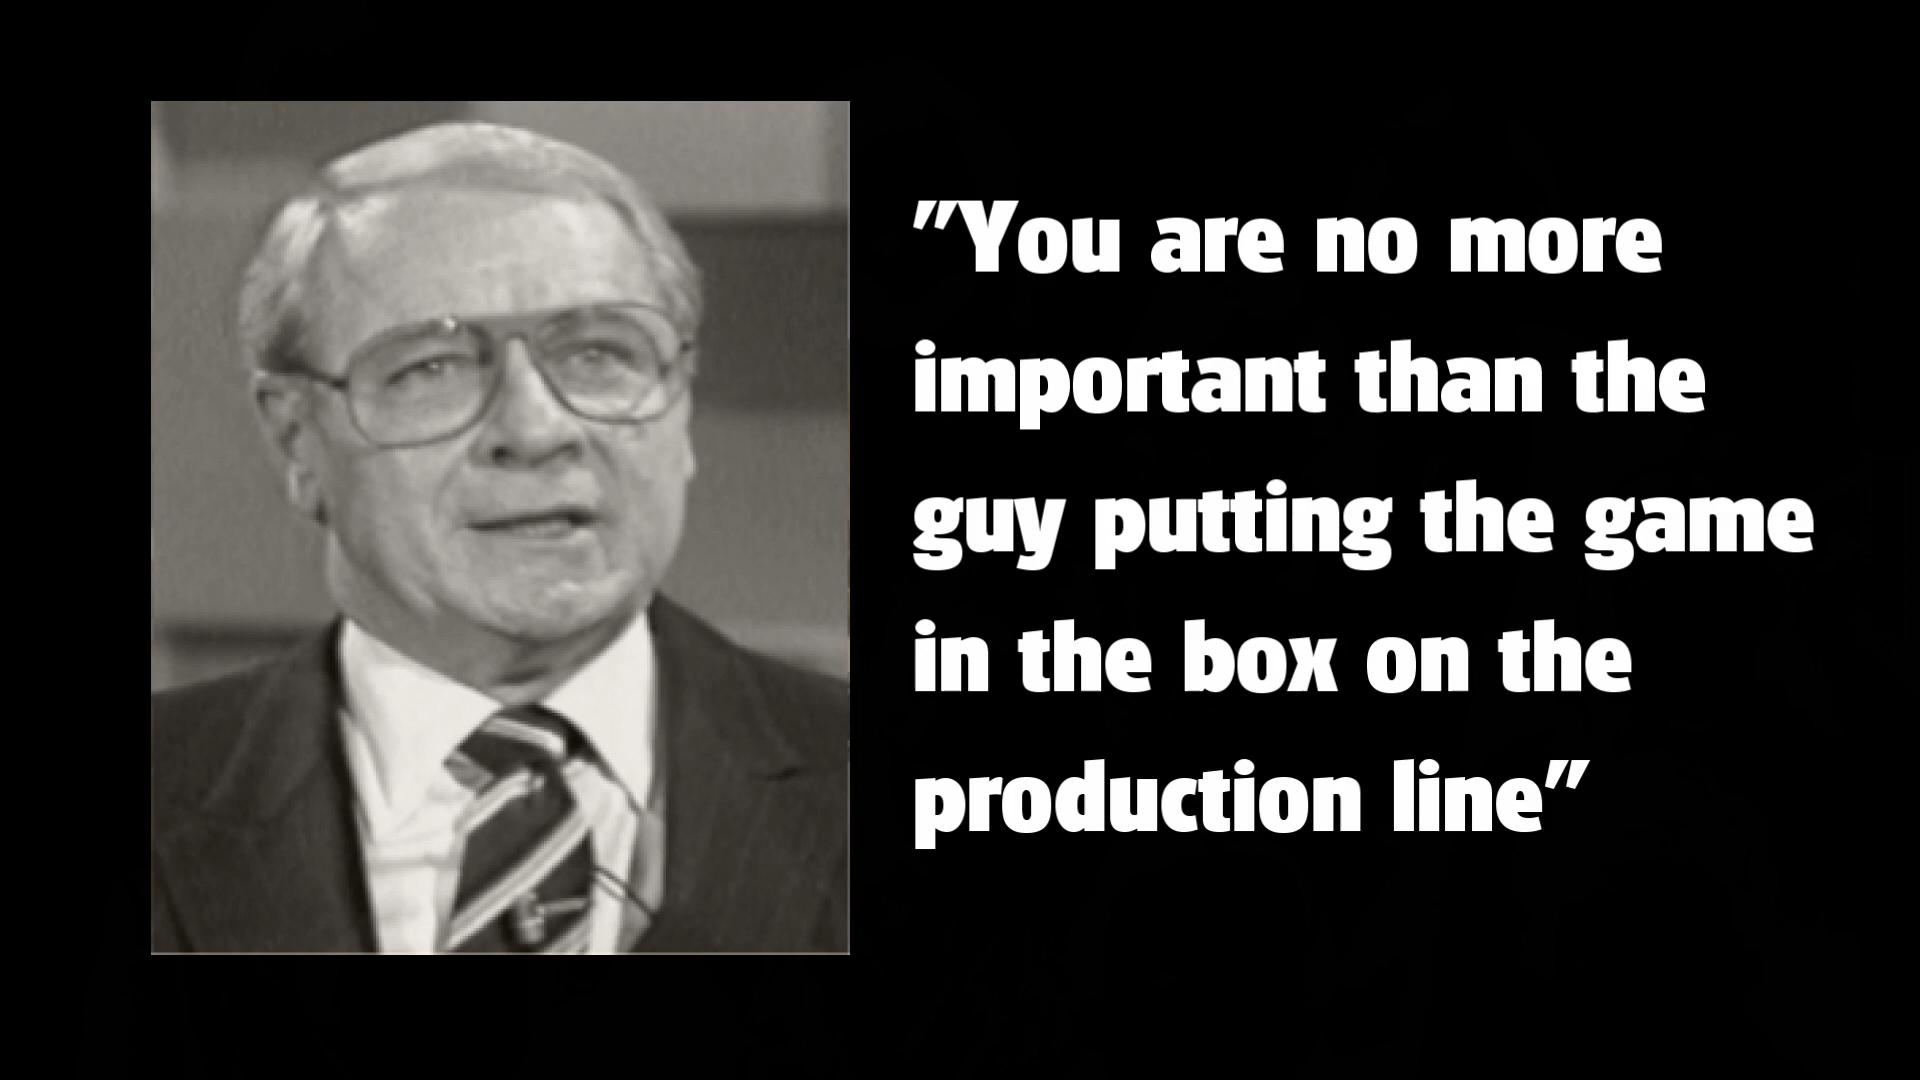 "You are no more
important than the
guy putting the game
in the box on the
production line"